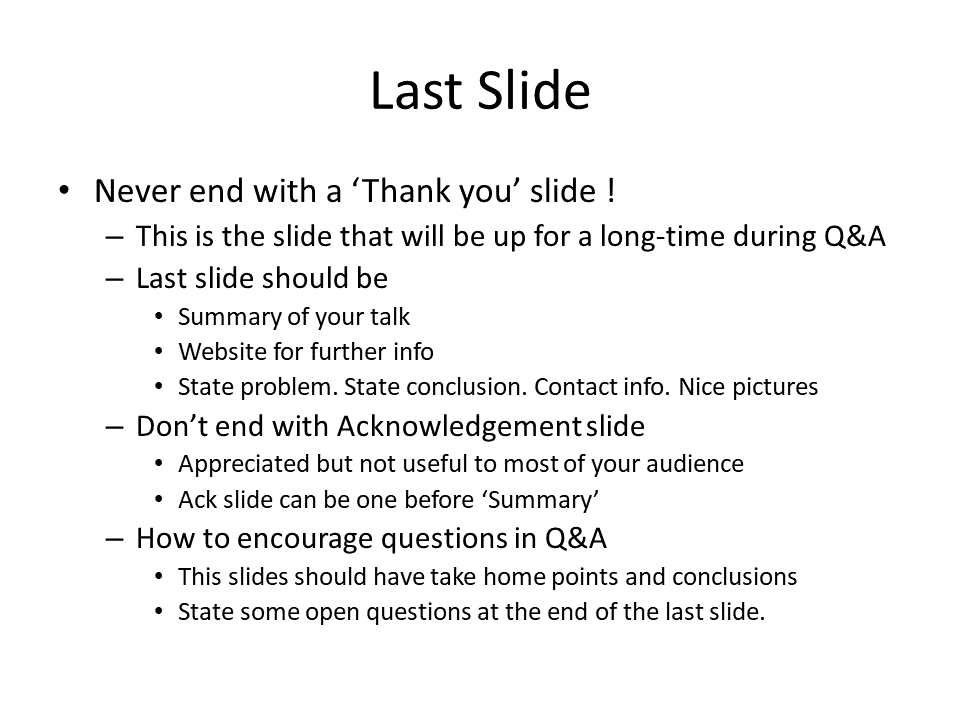 Last Slide
• Never end with a ‘Thank you’ slide !
– This is the slide that will be up for a long-time during Q&A
– Last slide should be
• Summary of your talk
• Website for further info
• State problem. State conclusion. Contact info. Nice pictures
– Don’t end with Acknowledgement slide
• Appreciated but not useful to most of your audience
• Ack slide can be one before ‘Summary’
– How to encourage questions in Q&A
• This slides should have take home points and conclusions
• State some open questions at the end of the last slide.